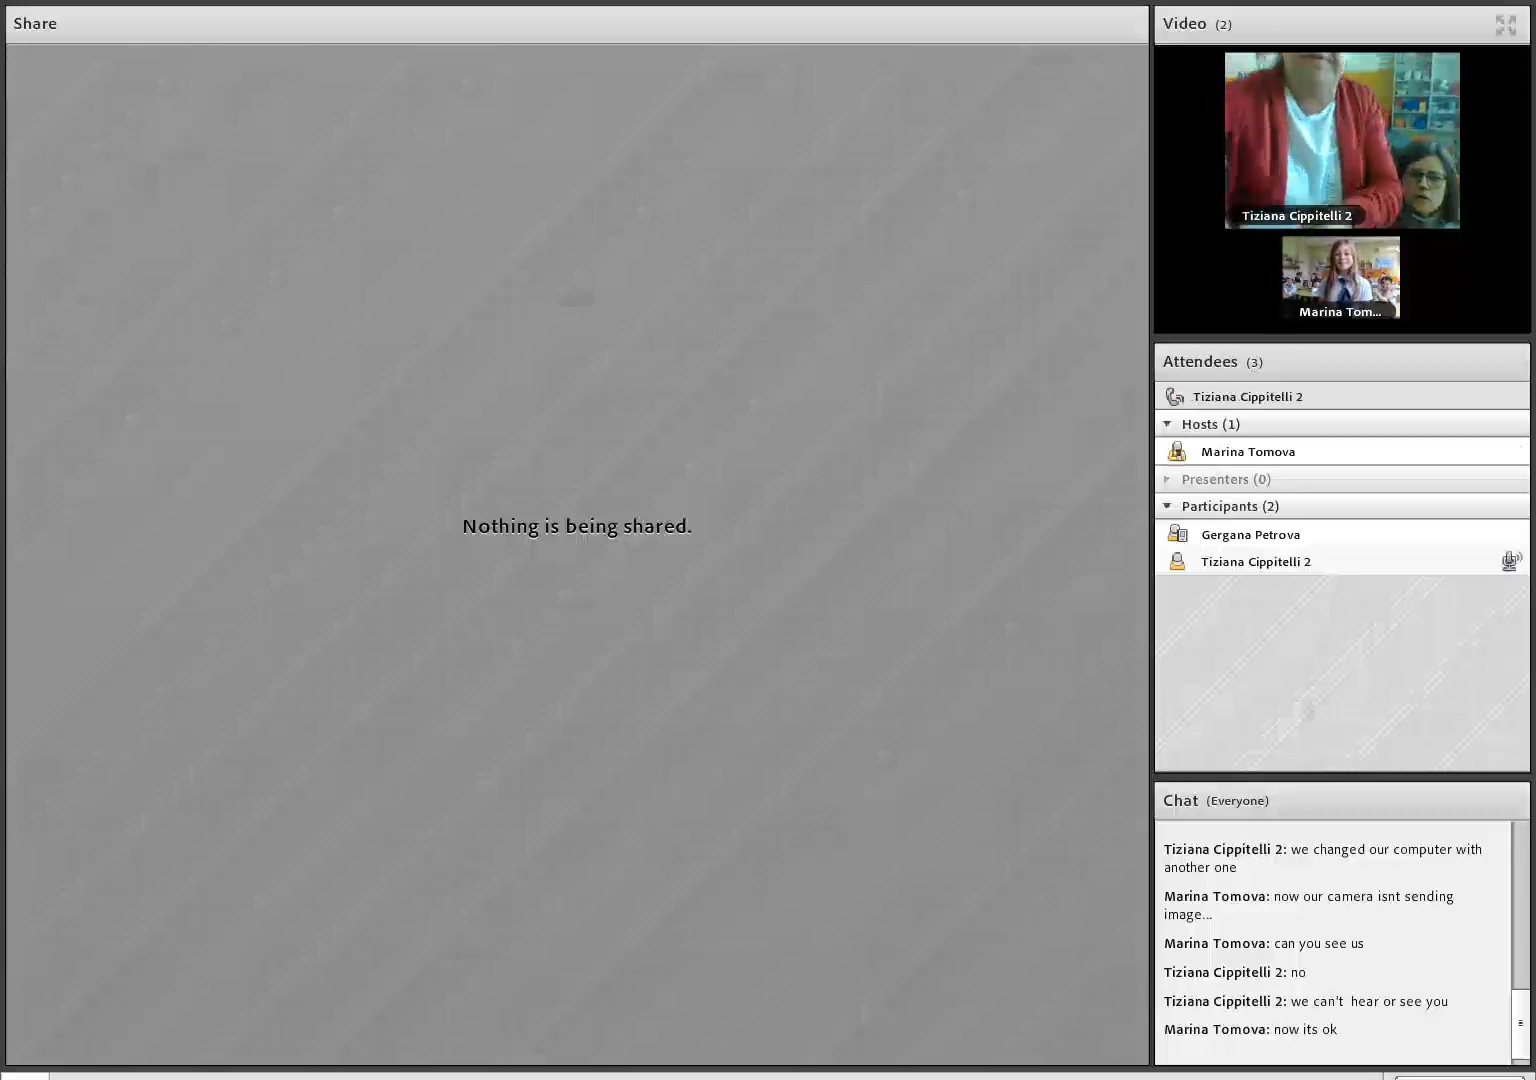 Share
Nothing is being shared.
Video (2)
Tiziana Cippitelli 2
Marina Tom...
Attendees (3)
Tiziana Cippitelli 2
Hosts (1)
Marina Tomova
Presenters (0)
Participants (2)
Gergana Petrova
Tiziana Cippitelli 2
Chat (Everyone)
Tiziana Cippitelli 2: we changed our computer with
another one
Marina Tomova: now our camera isnt sending
image...
Marina Tomova: can you see us
Tiziana Cippitelli 2: no
Tiziana Cippitelli 2: we can't hear or see you
Marina Tomova: now its ok